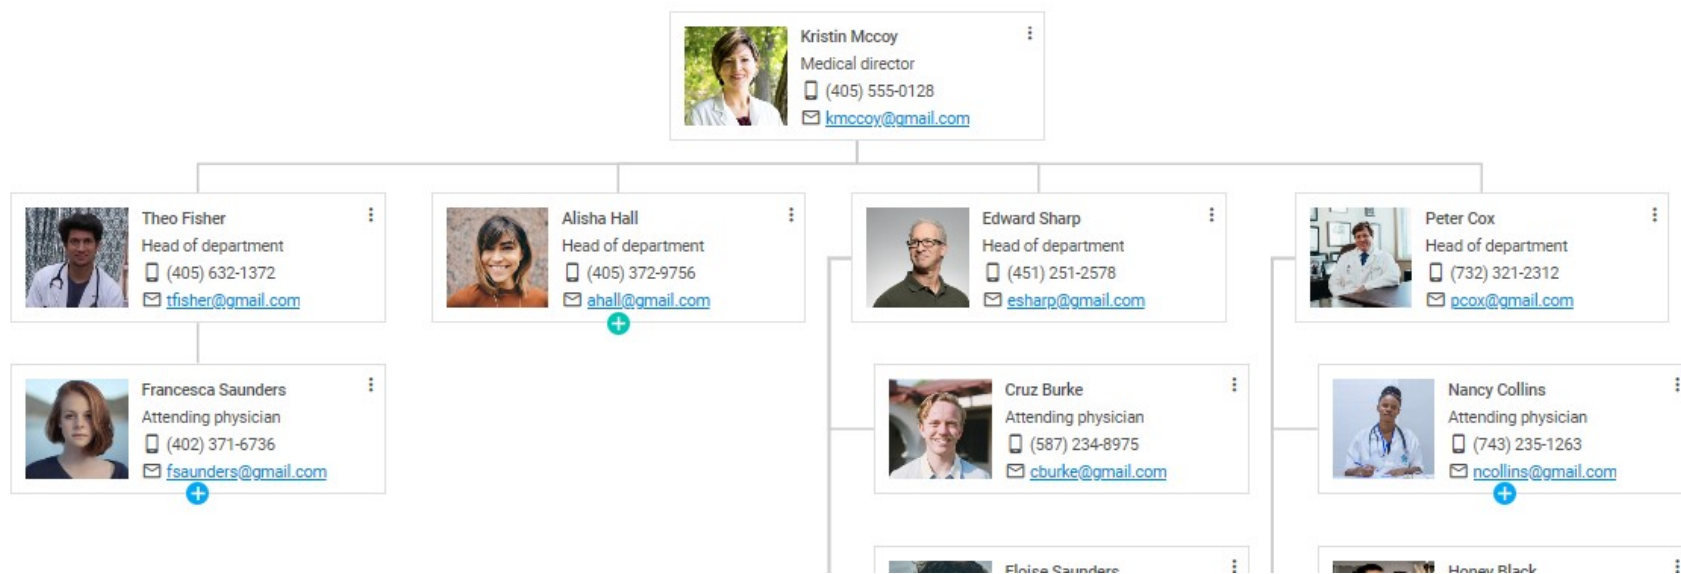 Kristin Mccoy
Medical director
(405) 555-0128
kmccoy@gmail.com
Theo Fisher
Head of department
(405) 632-1372
tfisher@gmail.com
Alisha Hall
Head of department
(405) 372-9756
ahall@gmail.com
Edward Sharp
Head of department
(451) 251-2578
esharp@gmail.com
Peter Cox
Head of department
(732) 321-2312
pcox@gmail.com
Francesca Saunders
Attending physician
(402) 371-6736
fsaunders@gmail.com
Cruz Burke
Attending physician
(587) 234-8975
cburke@gmail.com
Nancy Collins
Attending physician
(743) 235-1263
ncollins@gmail.com
Eloise Saunders
Honey Black